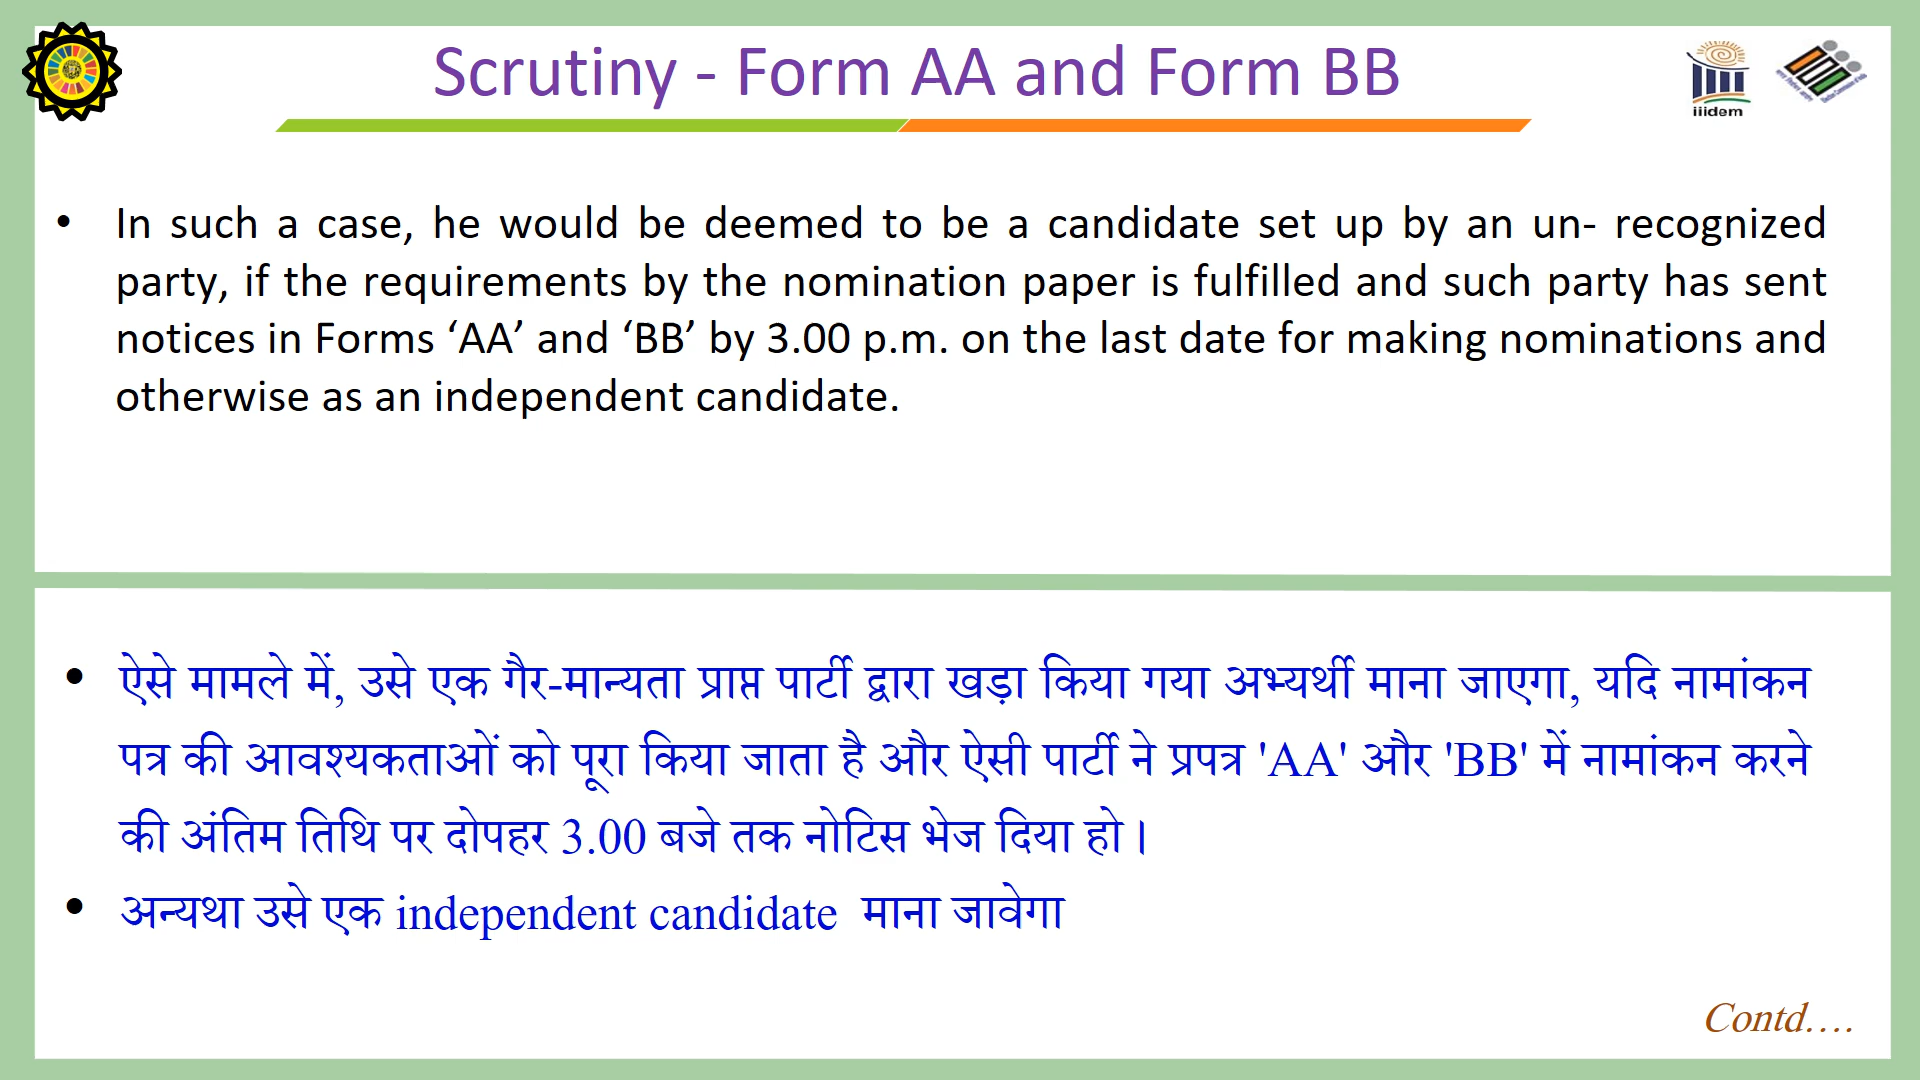 Scrutiny - Form AA and Form BB
iiidem
• In such a case, he would be deemed to be a candidate set up by an un- recognized
party, if the requirements by the nomination paper is fulfilled and such party has sent
notices in Forms ‘AA’ and ‘BB’ by 3.00 p.m. on the last date for making nominations and
otherwise as an independent candidate.
• ऐसे मामले में, उसे एक गैर-मान्यता प्राप्त पार्टी द्वारा खड़ा किया गया अभ्यर्थी माना जाएगा, यदि नामांकन
पत्र की आवश्यकताओं को पूरा किया जाता है और ऐसी पार्टी ने प्रपत्र 'AA' और 'BB' में नामांकन करने
की अंतिम तिथि पर दोपहर 3.00 बजे तक नोटिस भेज दिया हो।
• अन्यथा उसे एक independent candidate माना जावेगा
Contd....